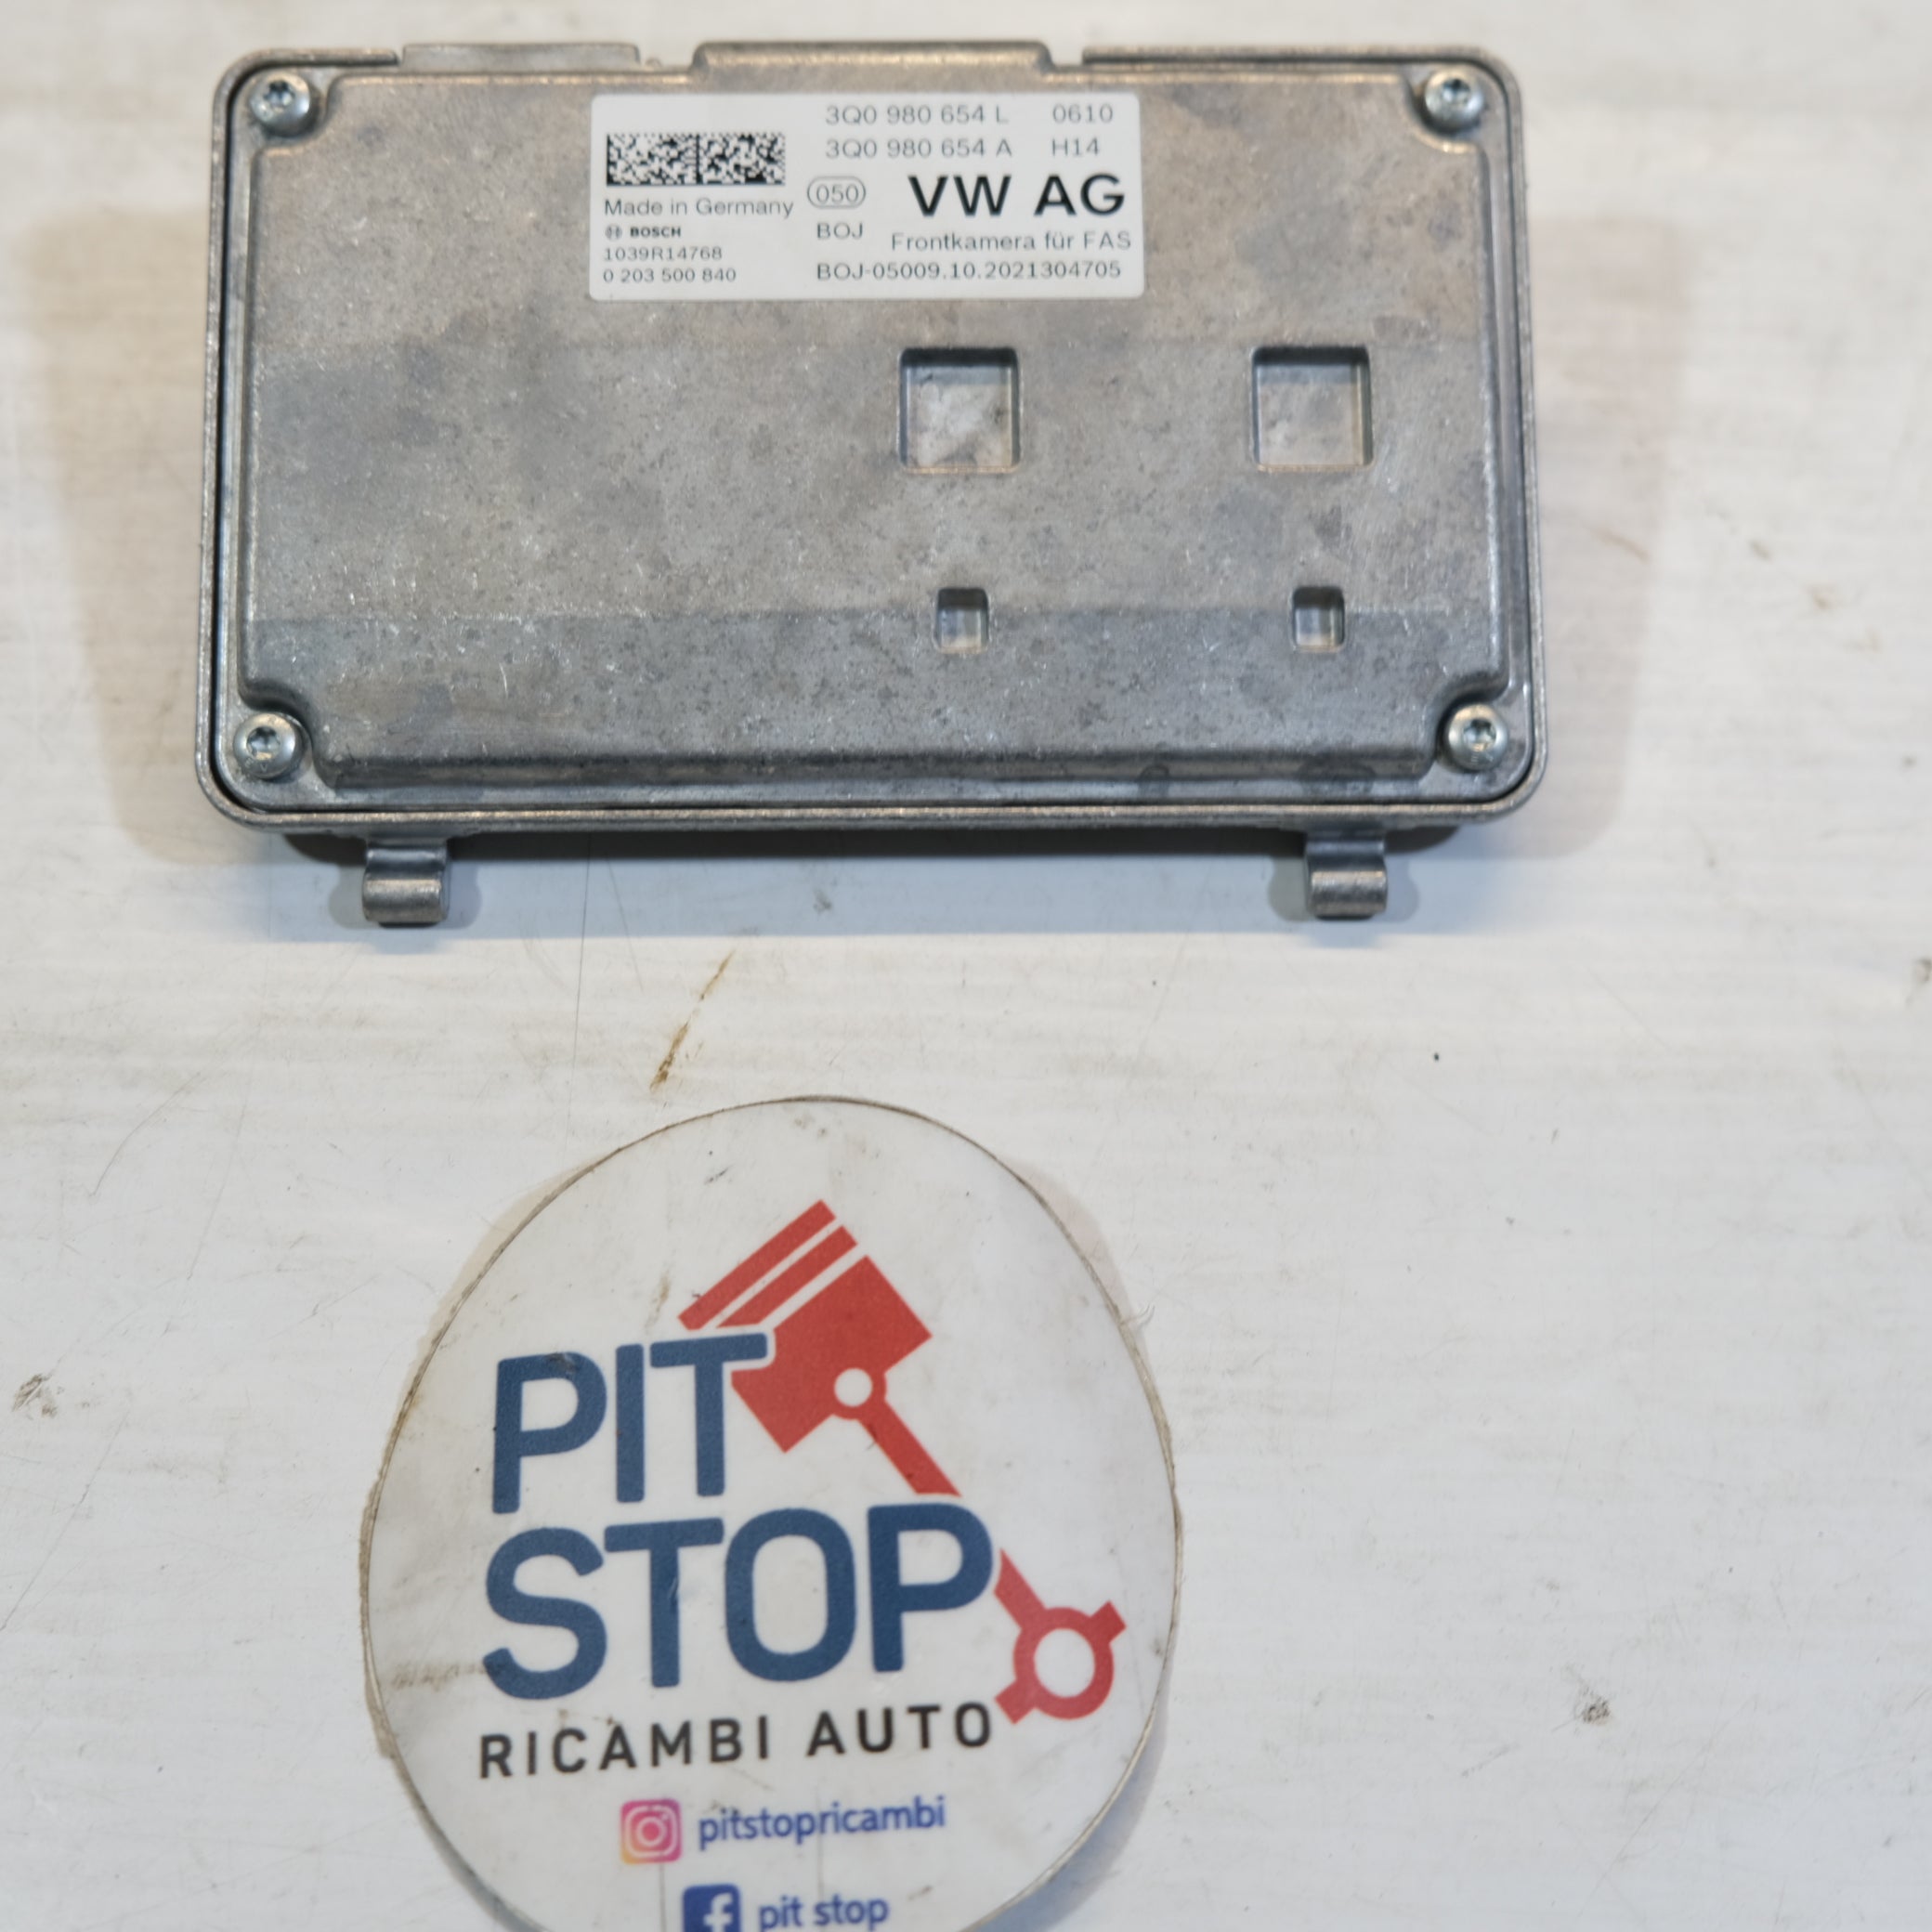 3Q0 980 654 L 0610
3Q0 980 654 A H14
050 VW AG
Made in Germany
BOSCH
BOJ Frontkamera für FAS
1039R14768
0 203 500 840
BOJ-05009.10.2021304705
PIT
STOP
RICAMBI AUTO
pitstopricambi
pit stop